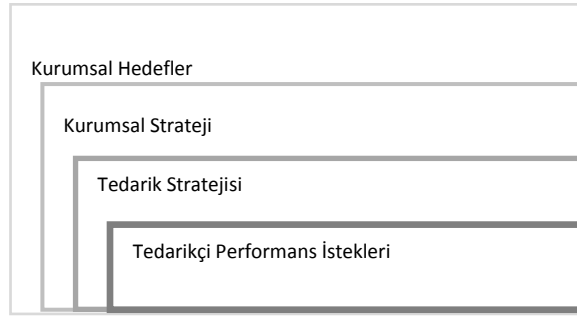 Kurumsal Hedefler
Kurumsal Strateji
Tedarik Stratejisi
Tedarikçi Performans İstekleri